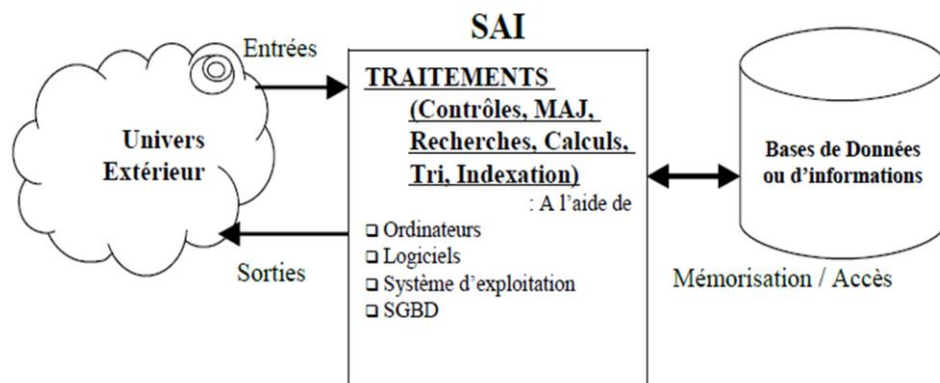 SAI
Entrées
Univers
Extérieur
Sorties
TRAITEMENTS
(Contrôles, MAJ,
Recherches, Calculs,
Tri, Indexation)
: A l’aide de
❑ Ordinateurs
❑ Logiciels
❑ Système d’exploitation
❑ SGBD
Bases de Données
ou d’informations
Mémorisation / Accès